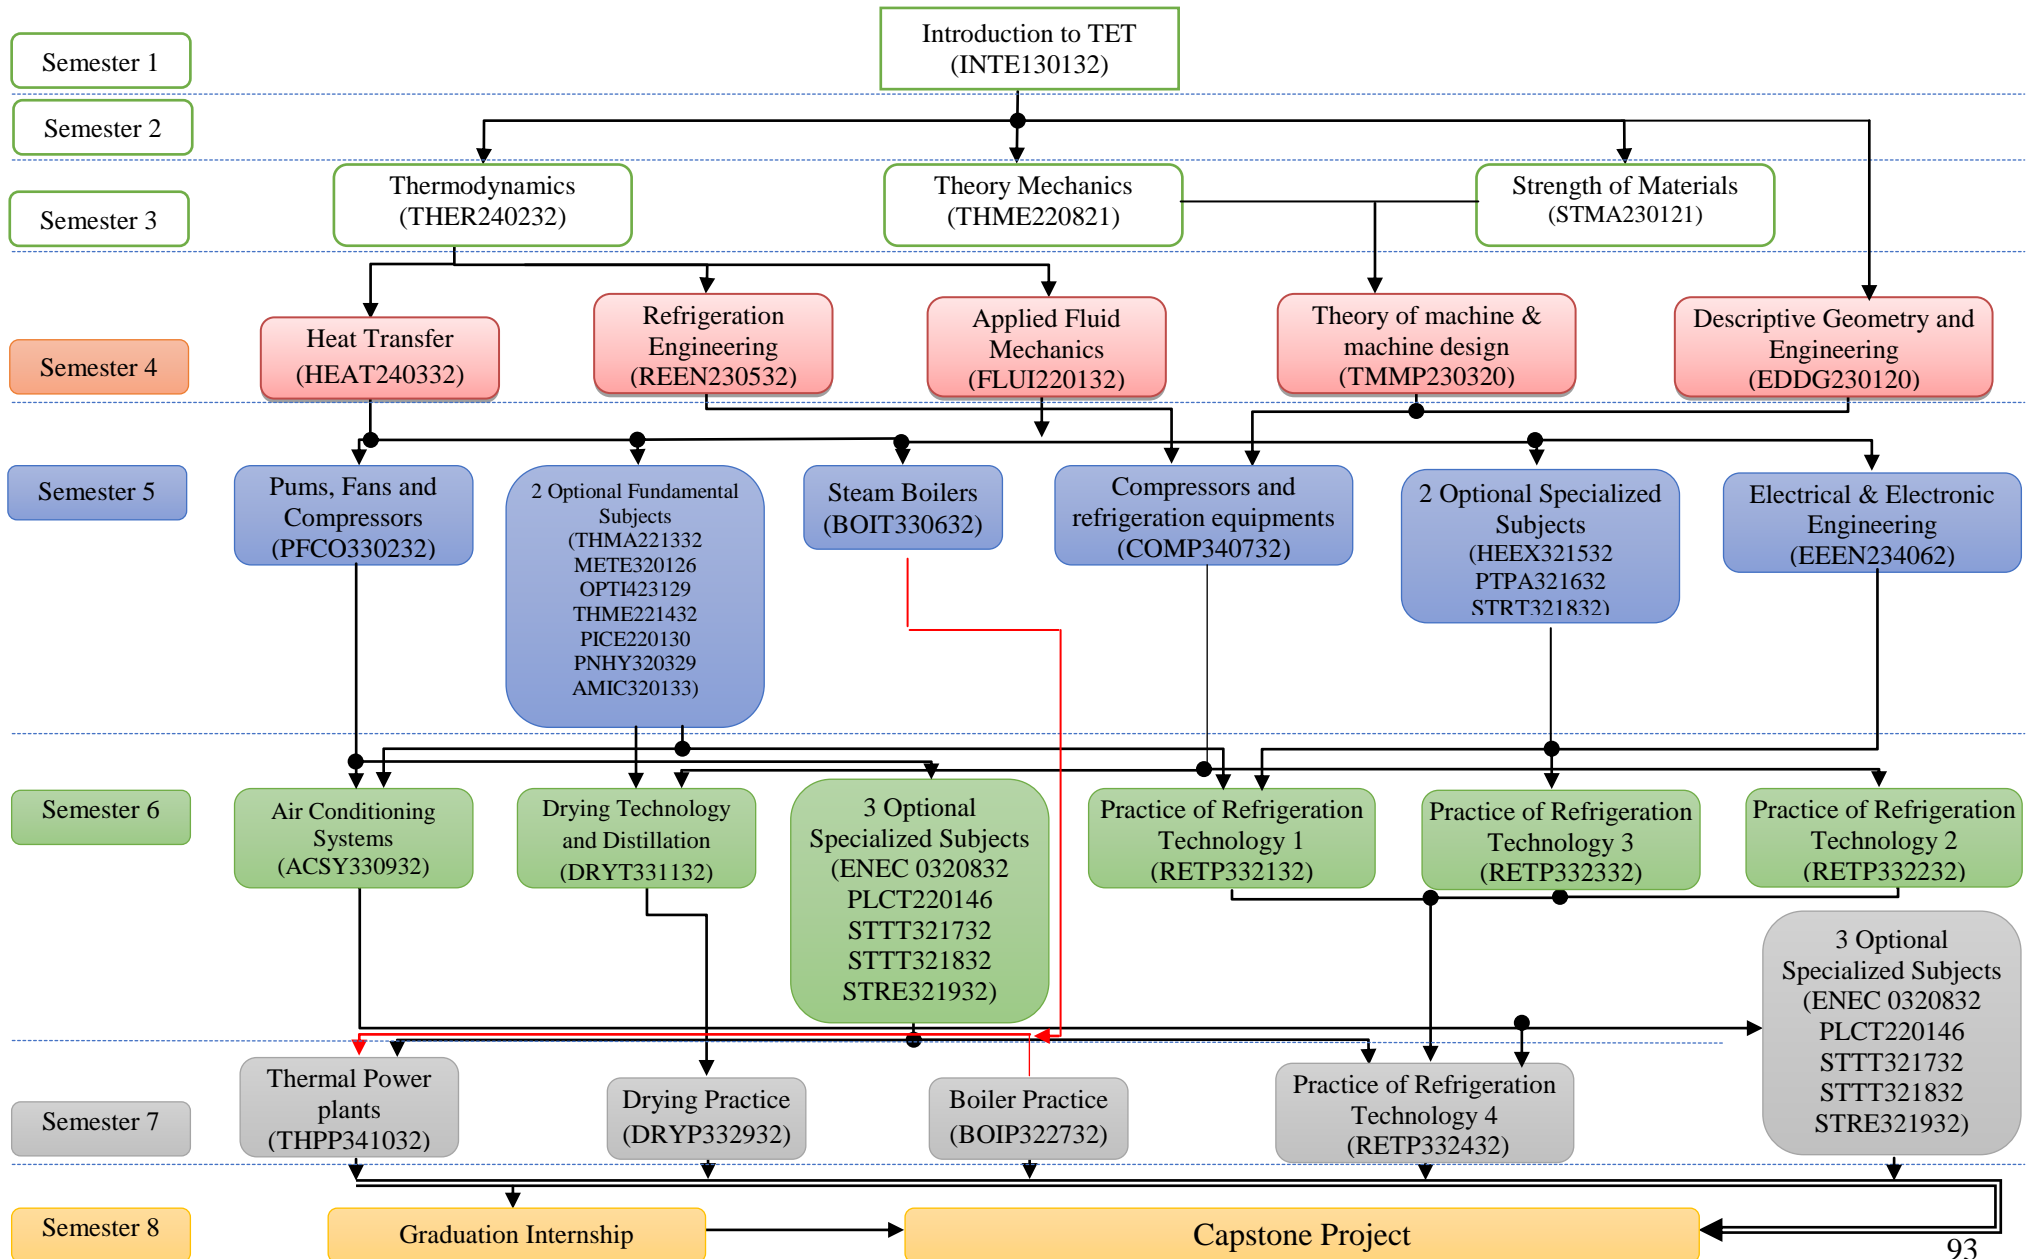 Semester 1
Introduction to TET
(INTE130132)
Semester 2
Semester 3
Thermodynamics
(THER240232)
Theory Mechanics
(THME220821)
Strength of Materials
(STMA230121)
Semester 4
Heat Transfer
(HEAT240332)
Refrigeration
Engineering
(REEN230532)
Applied Fluid
Mechanics
(FLUI220132)
Theory of machine &
machine design
(TMMP230320)
Descriptive Geometry and
Engineering
(EDDG230120)
Semester 5
Pums, Fans and
Compressors
(PFCO330232)
2 Optional Fundamental
Subjects
(THMA221332
METE320126
OPTI423129
THME221432
PICE220130
PNHY320329
AMIC320133)
Steam Boilers
(BOIT330632)
Compressors and
refrigeration equipments
(COMP340732)
2 Optional Specialized
Subjects
(HEEX321532
PTPA321632
STRT321832)
Electrical & Electronic
Engineering
(EEEN234062)
Semester 6
Air Conditioning
Systems
(ACSY330932)
Drying Technology
and Distillation
(DRYT331132)
3 Optional
Specialized Subjects
(ENEC 0320832
PLCT220146
STTT321732
STTT321832
STRE321932)
Practice of Refrigeration
Technology 1
(RETP332132)
Practice of Refrigeration
Technology 3
(RETP332332)
Practice of Refrigeration
Technology 2
(RETP332232)
Semester 7
Thermal Power
plants
(THPP341032)
Drying Practice
(DRYP332932)
Boiler Practice
(BOIP322732)
Practice of Refrigeration
Technology 4
(RETP332432)
3 Optional
Specialized Subjects
(ENEC 0320832
PLCT220146
STTT321732
STTT321832
STRE321932)
Semester 8
Graduation Internship
Capstone Project
93